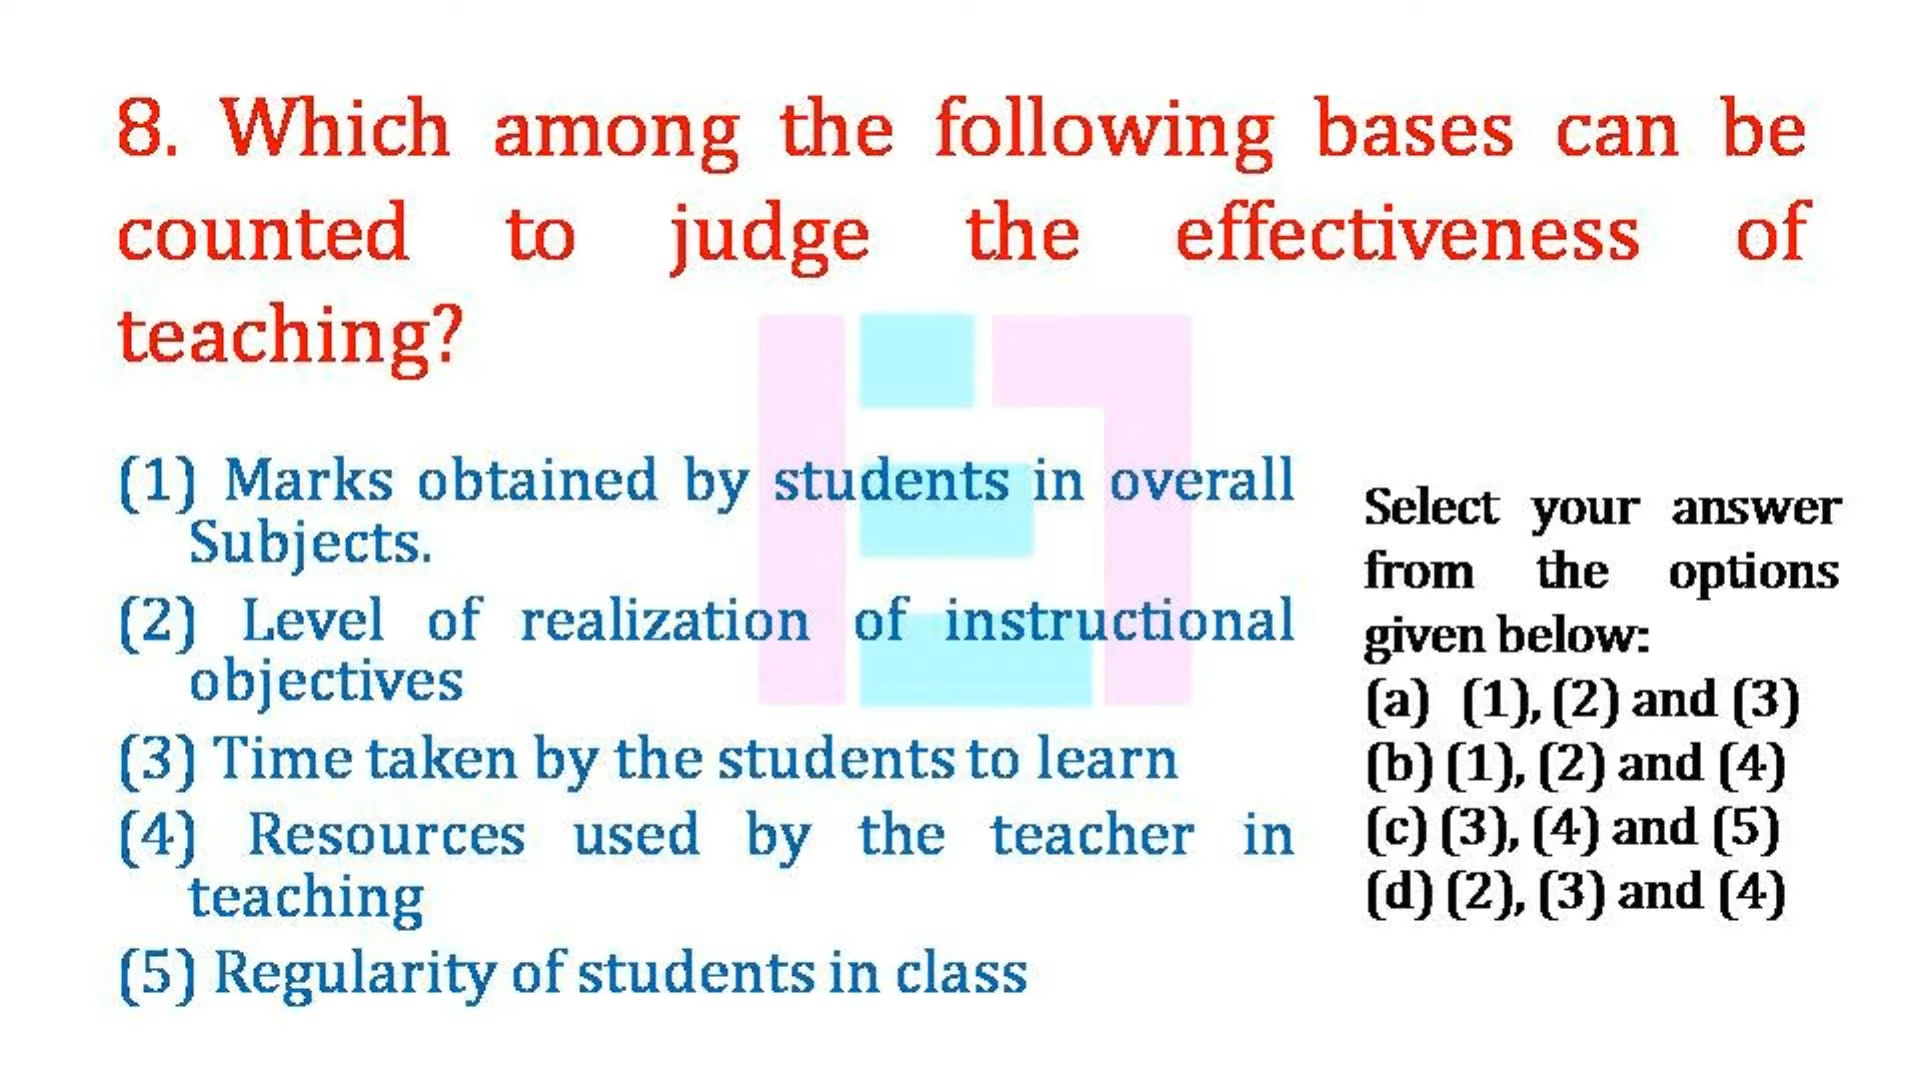 8. Which among the following bases can be
counted to judge the effectiveness of
teaching?
(1) Marks obtained by students in overall
Subjects.
(2) Level of realization of instructional
objectives
(3) Time taken by the students to learn
(4) Resources used by the teacher in
teaching
(5) Regularity of students in class
Select your answer
from the options
given below:
(a) (1), (2) and (3)
(b) (1), (2) and (4)
(c) (3), (4) and (5)
(d) (2), (3) and (4)